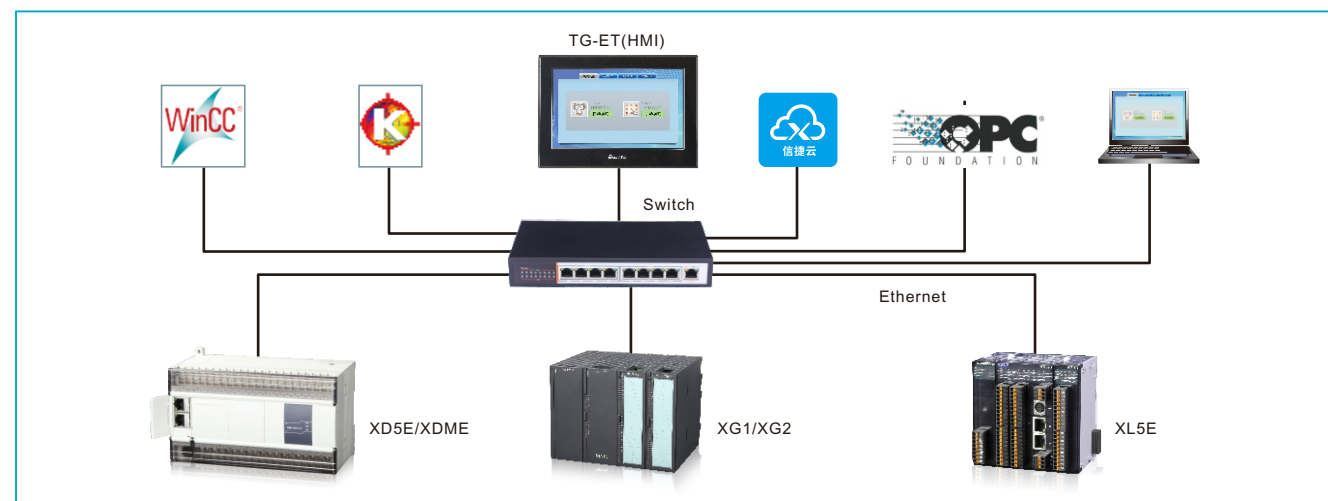 TG-ET(HMI)
WinCC®
K
信捷云
OPC®
FOUNDATION
Switch
Ethernet
XD5E/XDME
XG1/XG2
XL5E